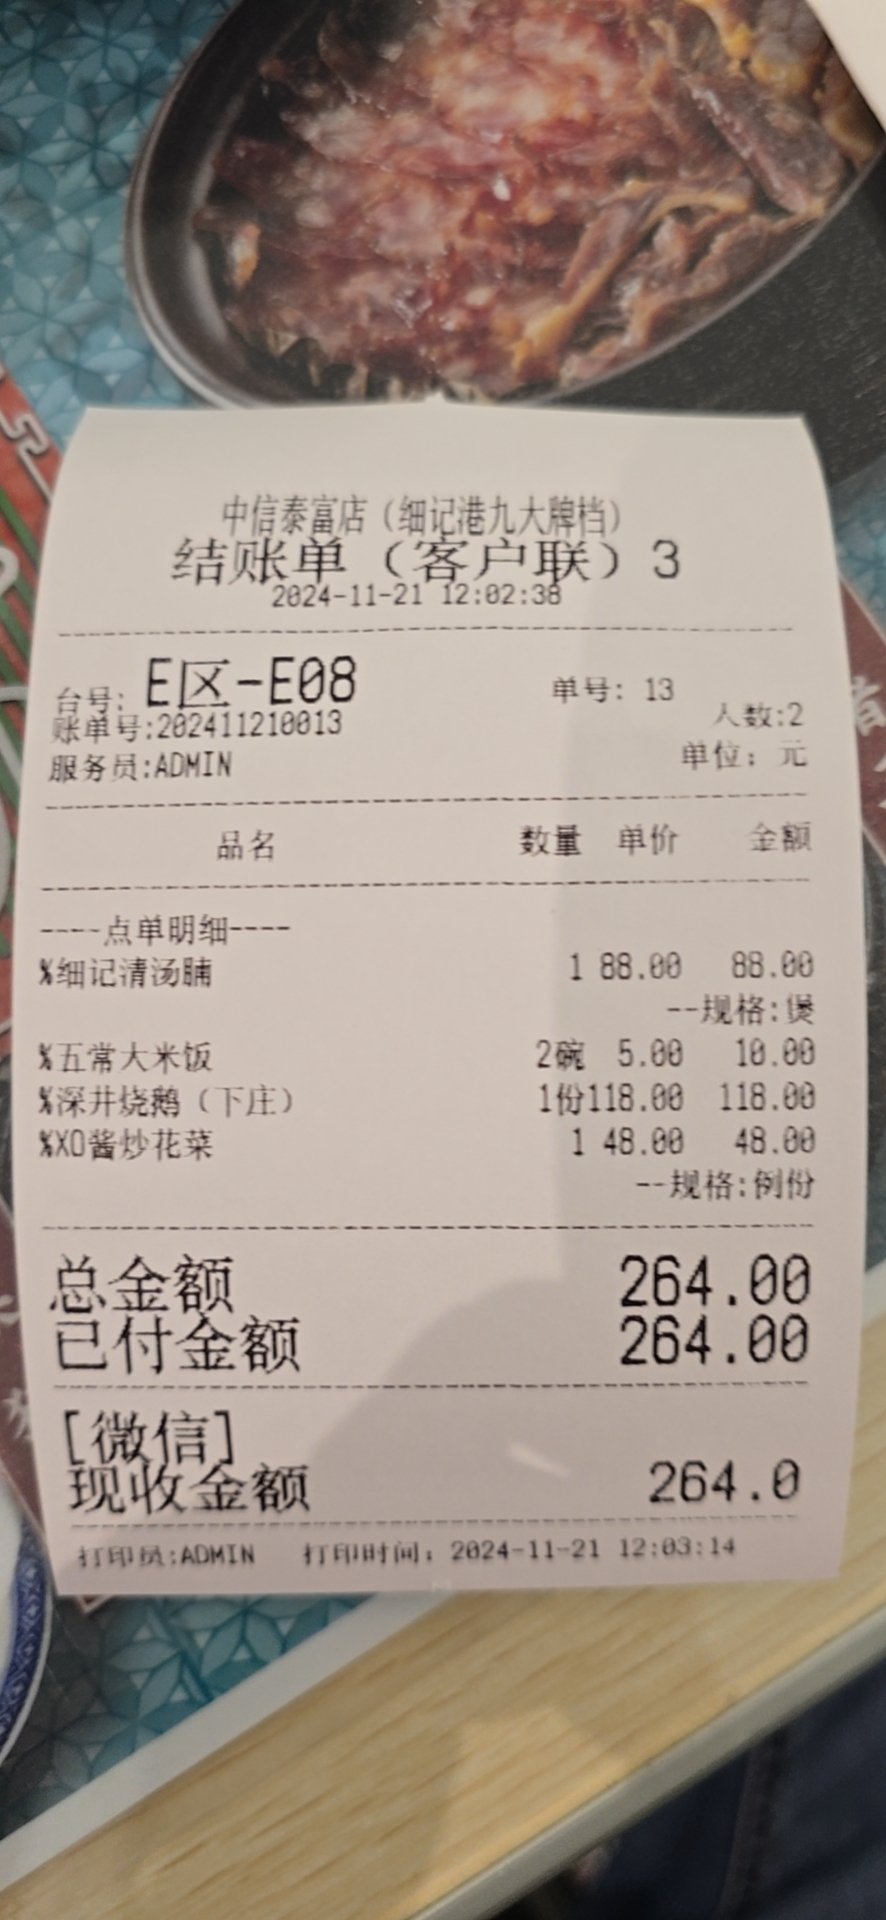 中信泰富店（细记港九大牌档）
结账单（客户联）3
2024-11-21 12:02:38
台号: E区-E08 单号: 13
账单号:202411210013 人数:2
服务员:ADMIN 单位: 元
品名 数量 单价 金额
----点单明细----
%细记清汤腩 1 88.00 88.00
--规格:煲
%五常大米饭 2碗 5.00 10.00
%深井烧鹅（下庄） 1份118.00 118.00
%XO酱炒花菜 1 48.00 48.00
--规格:例份
总金额 264.00
已付金额 264.00
[微信]
现收金额 264.0
打印员:ADMIN 打印时间: 2024-11-21 12:03:14